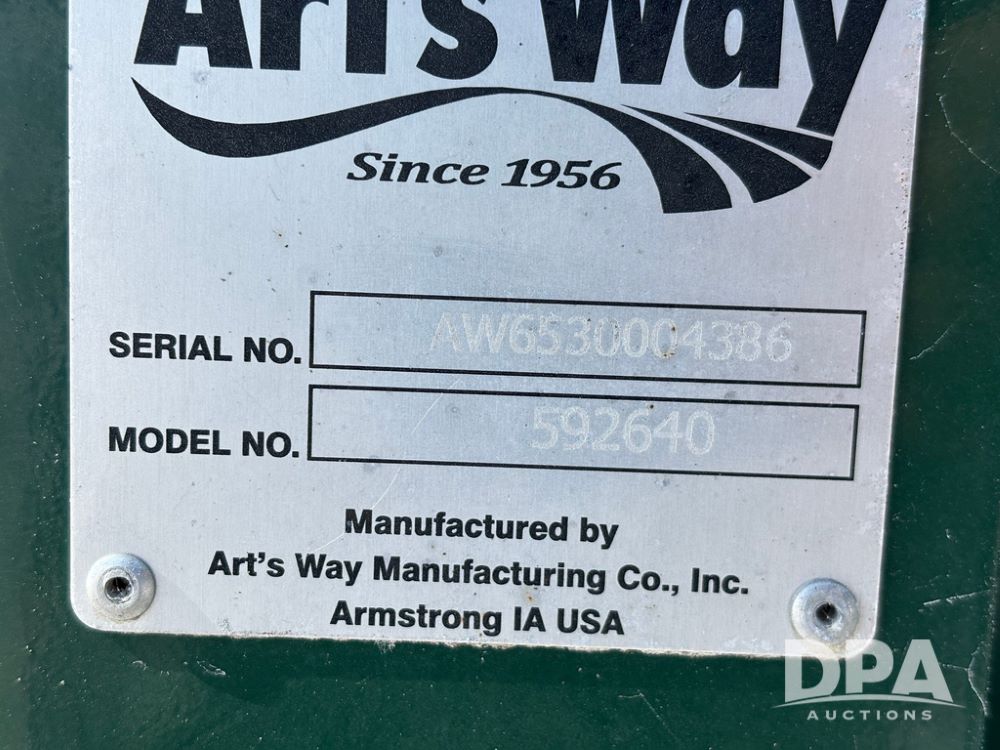 Art's Way
Since 1956
SERIAL NO. AW6530004386
MODEL NO. 592640
Manufactured by
Art's Way Manufacturing Co., Inc.
Armstrong IA USA
DPA
AUCTIONS